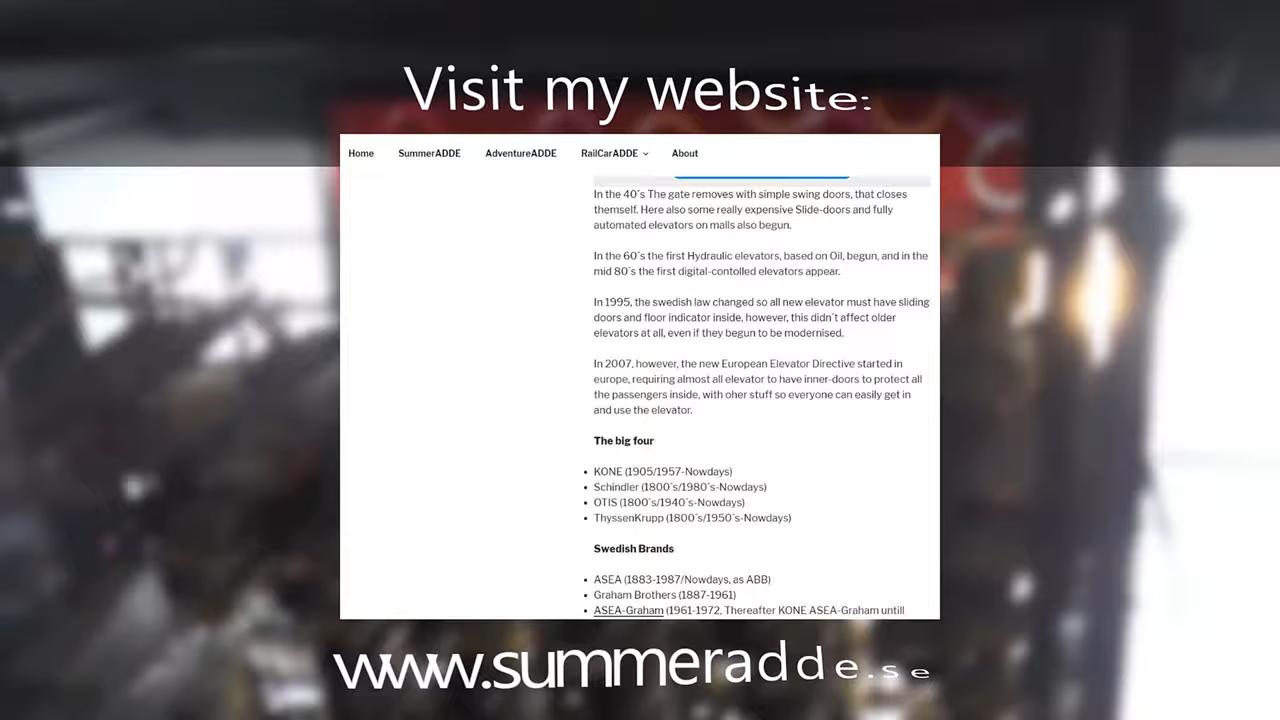 Visit my website:
Home SummerADDE AdventureADDE RailCarADDE About
In the 40´s The gate removes with simple swing doors, that closes
themself. Here also some really expensive Slide-doors and fully
automated elevators on malls also begun.
In the 60´s the first Hydraulic elevators, based on Oil, begun, and in the
mid 80´s the first digital-contolled elevators appear.
In 1995, the swedish law changed so all new elevator must have sliding
doors and floor indicator inside, however, this didn´t affect older
elevators at all, even if they begun to be modernised.
In 2007, however, the new European Elevator Directive started in
europe, requiring almost all elevator to have inner-doors to protect all
the passengers inside, with oher stuff so everyone can easily get in
and use the elevator.
The big four
• KONE (1905/1957-Nowdays)
• Schindler (1800´s/1980´s-Nowdays)
• OTIS (1800´s/1940´s-Nowdays)
• ThyssenKrupp (1800´s/1950´s-Nowdays)
Swedish Brands
• ASEA (1883-1987/Nowdays, as ABB)
• Graham Brothers (1887-1961)
• ASEA-Graham (1961-1972, Thereafter KONE ASEA-Graham untill
www.summeradde.se